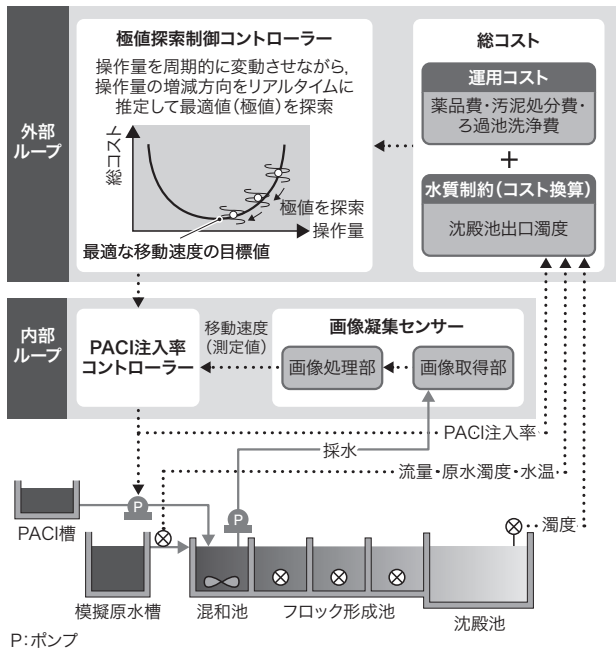 外部
ループ
極値探索制御コントローラー
操作量を周期的に変動させながら,
操作量の増減方向をリアルタイムに
推定して最適値(極値)を探索
総コスト
極値を探索
操作量
最適な移動速度の目標値
総コスト
運用コスト
薬品費・汚泥処分費・
ろ過池洗浄費
+
水質制約(コスト換算)
沈殿池出口濁度
内部
ループ
PACl注入率
コントローラー
移動速度
(測定値)
画像凝集センサー
画像処理部
画像取得部
PACl注入率
採水
流量・原水濁度・水温
P
P
濁度
PACl槽
模擬原水槽
混和池
フロック形成池
沈殿池
P:ポンプ